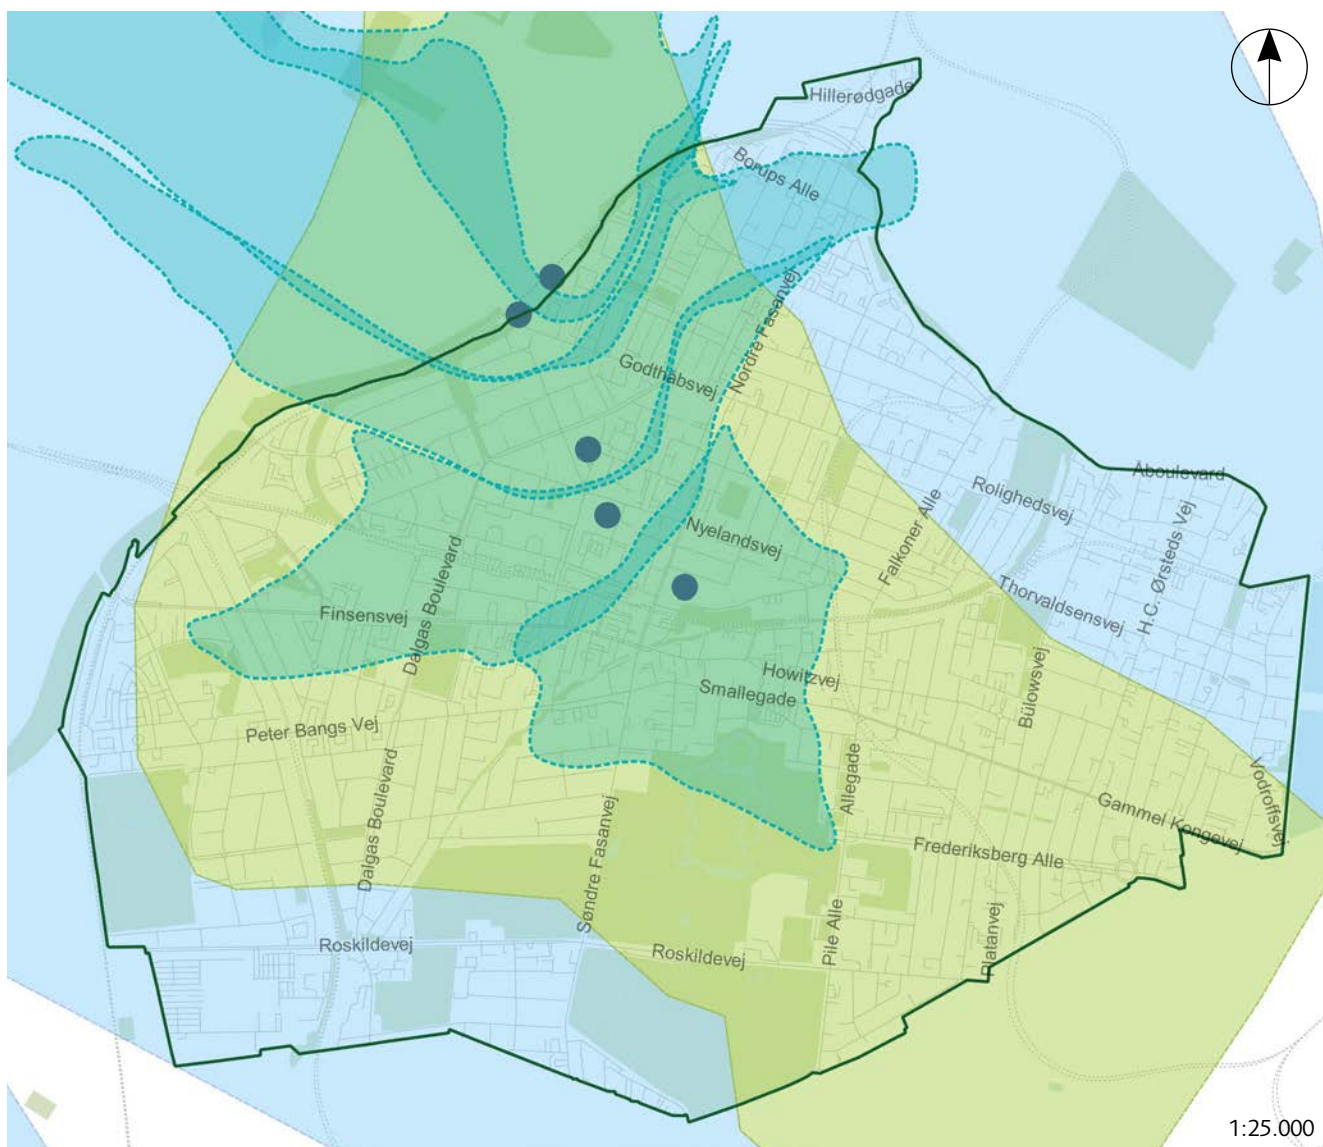 Hillerødgade
Borups Alle
Nordre Fasanvej
Godthåbsvej
Åboulevard
Rolighedsvej
Falkoner Alle
H.C. Ørsteds Vej
Nyelandsvej
Thorvaldsensvej
Finsensvej
Dalgas Boulevard
Howitzvej
Smallegade
Bülowsvej
Peter Bangs Vej
Allegade
Vodroffsvej
Dalgas Boulevard
Gammel Kongevej
Søndre Fasanvej
Frederiksberg Alle
Pile Alle
Platanvej
Roskildevej
Roskildevej
1:25.000